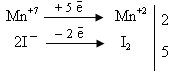 Mn⁺⁷ + 5 e̅ → Mn⁺² | 2
2I⁻ − 2 e̅ → I₂ | 5